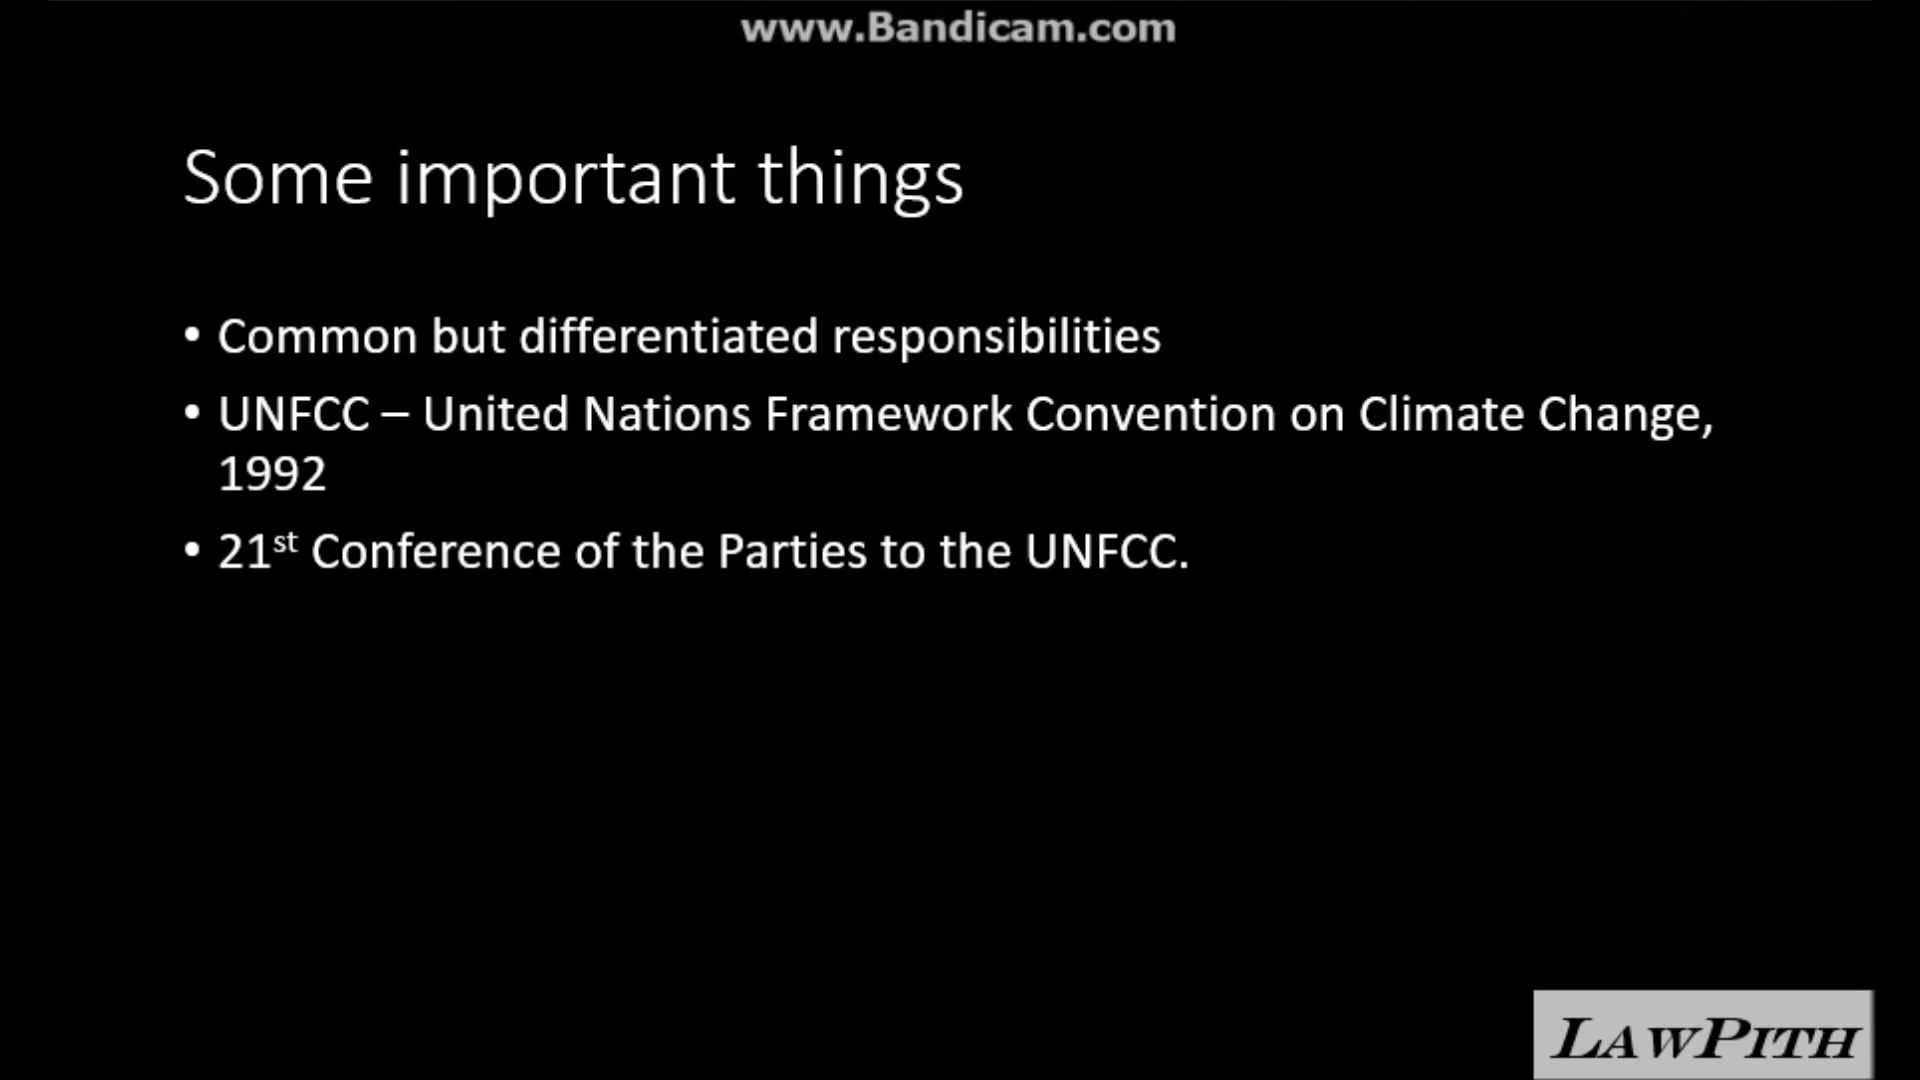 www.Bandicam.com
Some important things
• Common but differentiated responsibilities
• UNFCC – United Nations Framework Convention on Climate Change,
1992
• 21st Conference of the Parties to the UNFCC.
LAWPITH